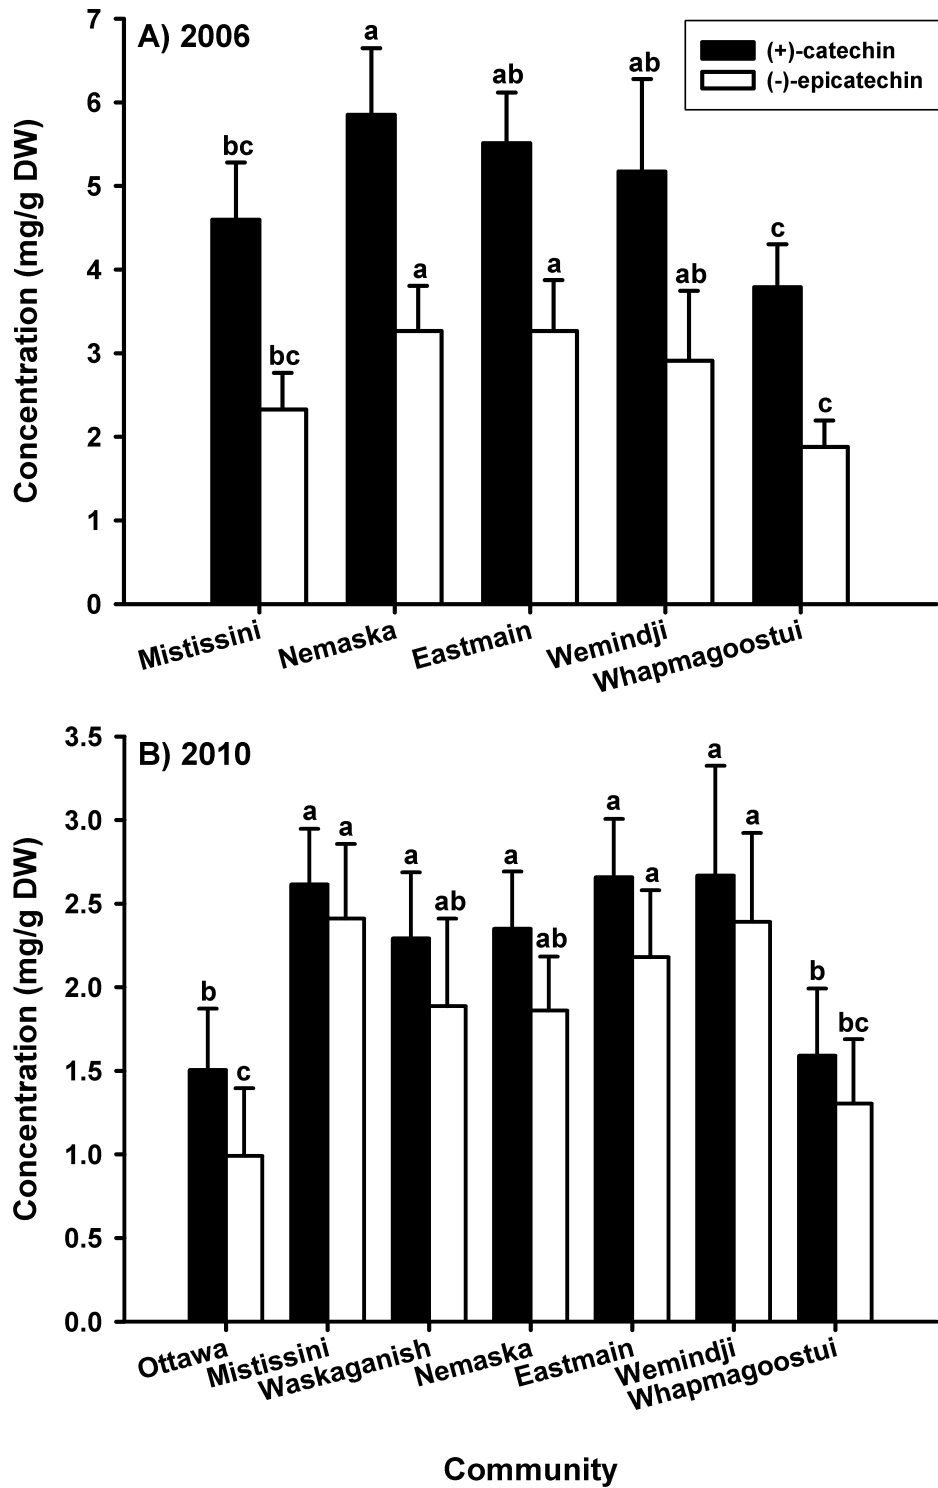 A) 2006
(+)-catechin
(-)-epicatechin
Concentration (mg/g DW)
7
6
5
4
3
2
1
0
bc
bc
a
a
ab
a
ab
ab
c
c
Mistissini
Nemaska
Eastmain
Wemindji
Whapmagoostui
B) 2010
Concentration (mg/g DW)
3.5
3.0
2.5
2.0
1.5
1.0
0.5
0.0
b
c
a
a
a
ab
a
ab
a
a
a
a
b
bc
Ottawa
Mistissini
Waskaganish
Nemaska
Eastmain
Wemindji
Whapmagoostui
Community